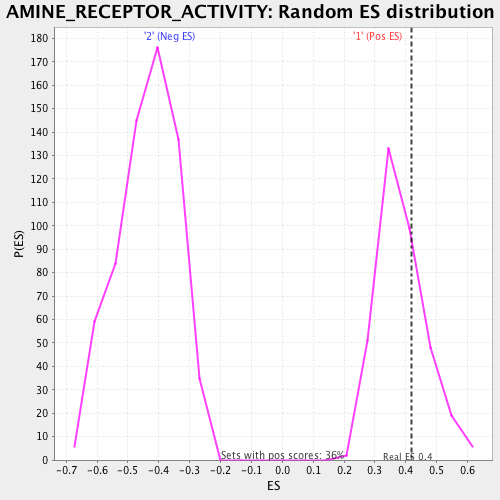 AMINE_RECEPTOR_ACTIVITY: Random ES distribution
'2' (Neg ES)
'1' (Pos ES)
180
170
160
150
140
130
120
110
100
90
80
70
60
50
40
30
20
10
0
P(ES)
Sets with pos scores: 36%
Real ES 0.4
-0.7 -0.6 -0.5 -0.4 -0.3 -0.2 -0.1 0.0 0.1 0.2 0.3 0.4 0.5 0.6
ES